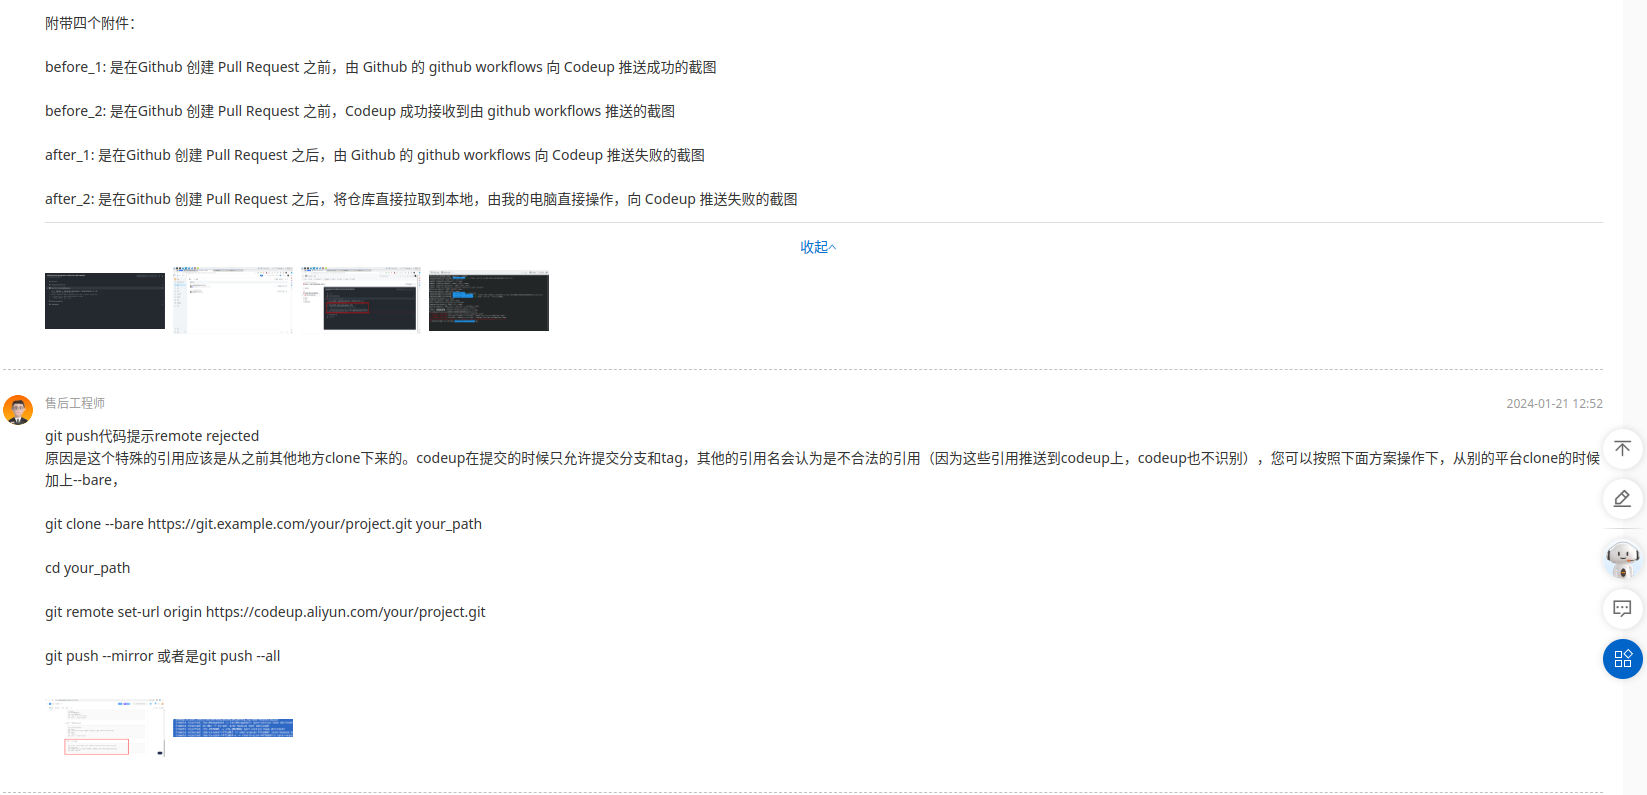 附带四个附件：
before_1: 是在Github 创建 Pull Request 之前，由 Github 的 github workflows 向 Codeup 推送成功的截图
before_2: 是在Github 创建 Pull Request 之前，Codeup 成功接收到由 github workflows 推送的截图
after_1: 是在Github 创建 Pull Request 之后，由 Github 的 github workflows 向 Codeup 推送失败的截图
after_2: 是在Github 创建 Pull Request 之后，将仓库直接拉取到本地，由我的电脑直接操作，向 Codeup 推送失败的截图
收起
售后工程师
2024-01-21 12:52
git push代码提示remote rejected
原因是这个特殊的引用应该是从之前其他地方clone下来的。codeup在提交的时候只允许提交分支和tag，其他的引用名会认为是不合法的引用（因为这些引用推送到codeup上，codeup也不识别），您可以按照下面方案操作下，从别的平台clone的时候
加上--bare，
git clone --bare https://git.example.com/your/project.git your_path
cd your_path
git remote set-url origin https://codeup.aliyun.com/your/project.git
git push --mirror 或者是git push --all